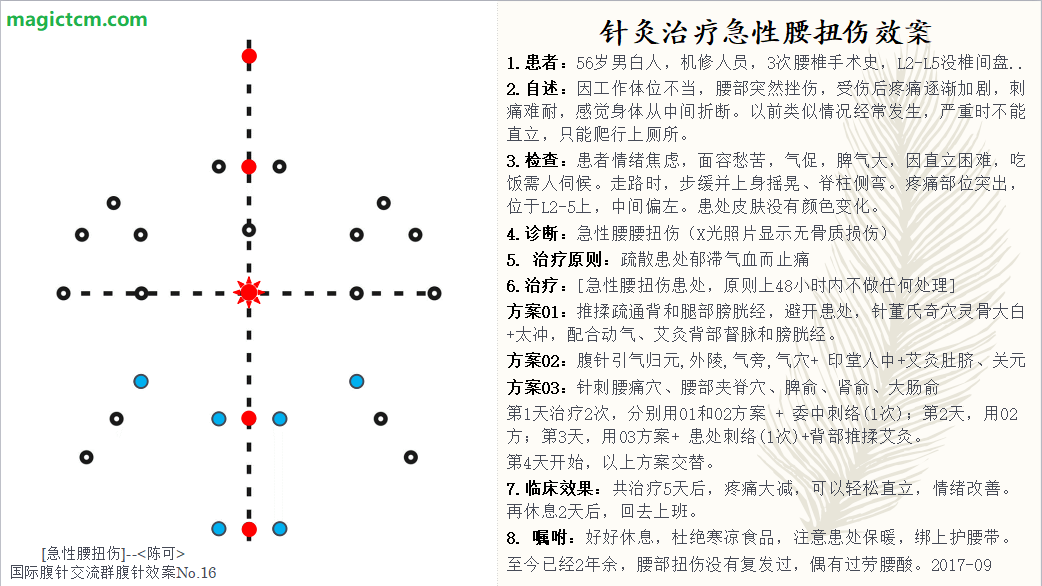 magictcm.com
针灸治疗急性腰扭伤效案
1.患者：56岁男白人，机修人员，3次腰椎手术史，L2-L5没椎间盘..
2.自述：因工作体位不当，腰部突然挫伤，受伤后疼痛逐渐加剧，刺
痛难耐，感觉身体从中间折断。以前类似情况经常发生，严重时不能
直立，只能爬行上厕所。
3.检查：患者情绪焦虑，面容愁苦，气促，脾气大，因直立困难，吃
饭需人伺候。走路时，步缓并上身摇晃、脊柱侧弯。疼痛部位突出，
位于L2-5上，中间偏左。患处皮肤没有颜色变化。
4.诊断：急性腰腰扭伤（X光照片显示无骨质损伤）
5. 治疗原则：疏散患处郁滞气血而止痛
6.治疗：[急性腰扭伤患处，原则上48小时内不做任何处理]
方案01：推揉疏通背和腿部膀胱经，避开患处，针董氏奇穴灵骨大白
+太冲，配合动气、艾灸背部督脉和膀胱经。
方案02：腹针引气归元,外陵,气旁,气穴+ 印堂人中+艾灸肚脐、关元
方案03：针刺腰痛穴、腰部夹脊穴、脾俞、肾俞、大肠俞
第1天治疗2次，分别用01和02方案 + 委中刺络(1次)；第2天，用02
方；第3天，用03方案+ 患处刺络(1次)+背部推揉艾灸。
第4天开始，以上方案交替。
7.临床效果：共治疗5天后，疼痛大减，可以轻松直立，情绪改善。
再休息2天后，回去上班。
8. 嘱咐：好好休息，杜绝寒凉食品，注意患处保暖，绑上护腰带。
至今已经2年余，腰部扭伤没有复发过，偶有过劳腰酸。2017-09
[急性腰扭伤]--<陈可>
国际腹针交流群腹针效案No.16